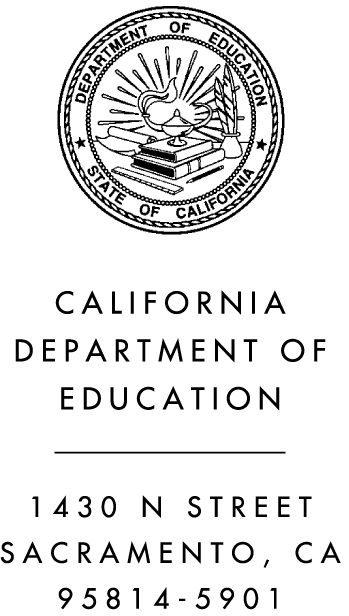 DEPARTMENT OF EDUCATION
STATE OF CALIFORNIA
CALIFORNIA
DEPARTMENT OF
EDUCATION
1430 N STREET
SACRAMENTO, CA
95814-5901